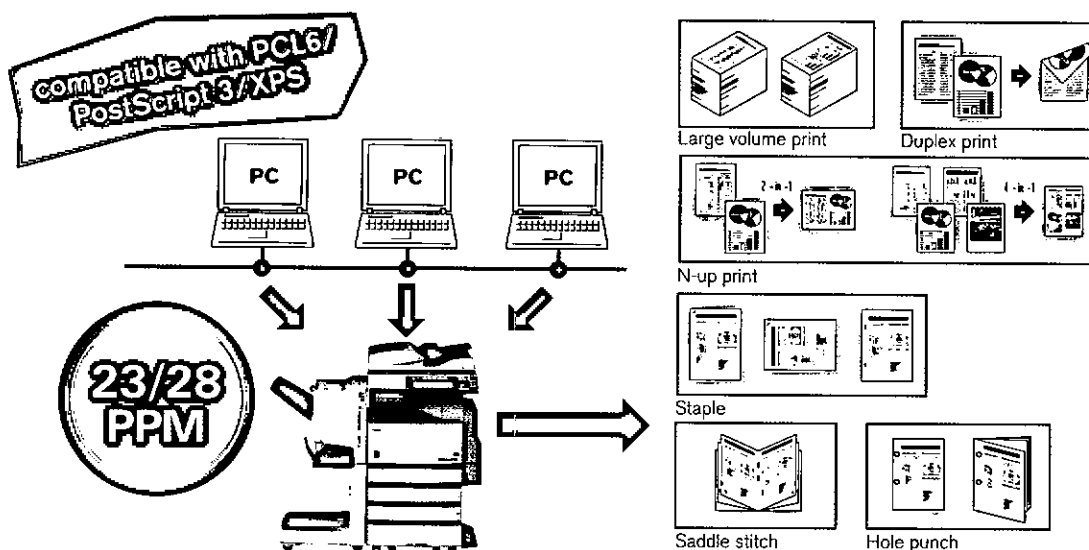 compatible with PCL6/
PostScript 3/XPS
PC
PC
PC
23/28
PPM
Large volume print
Duplex print
2-in-1
4-in-1
N-up print
Staple
Saddle stitch
Hole punch